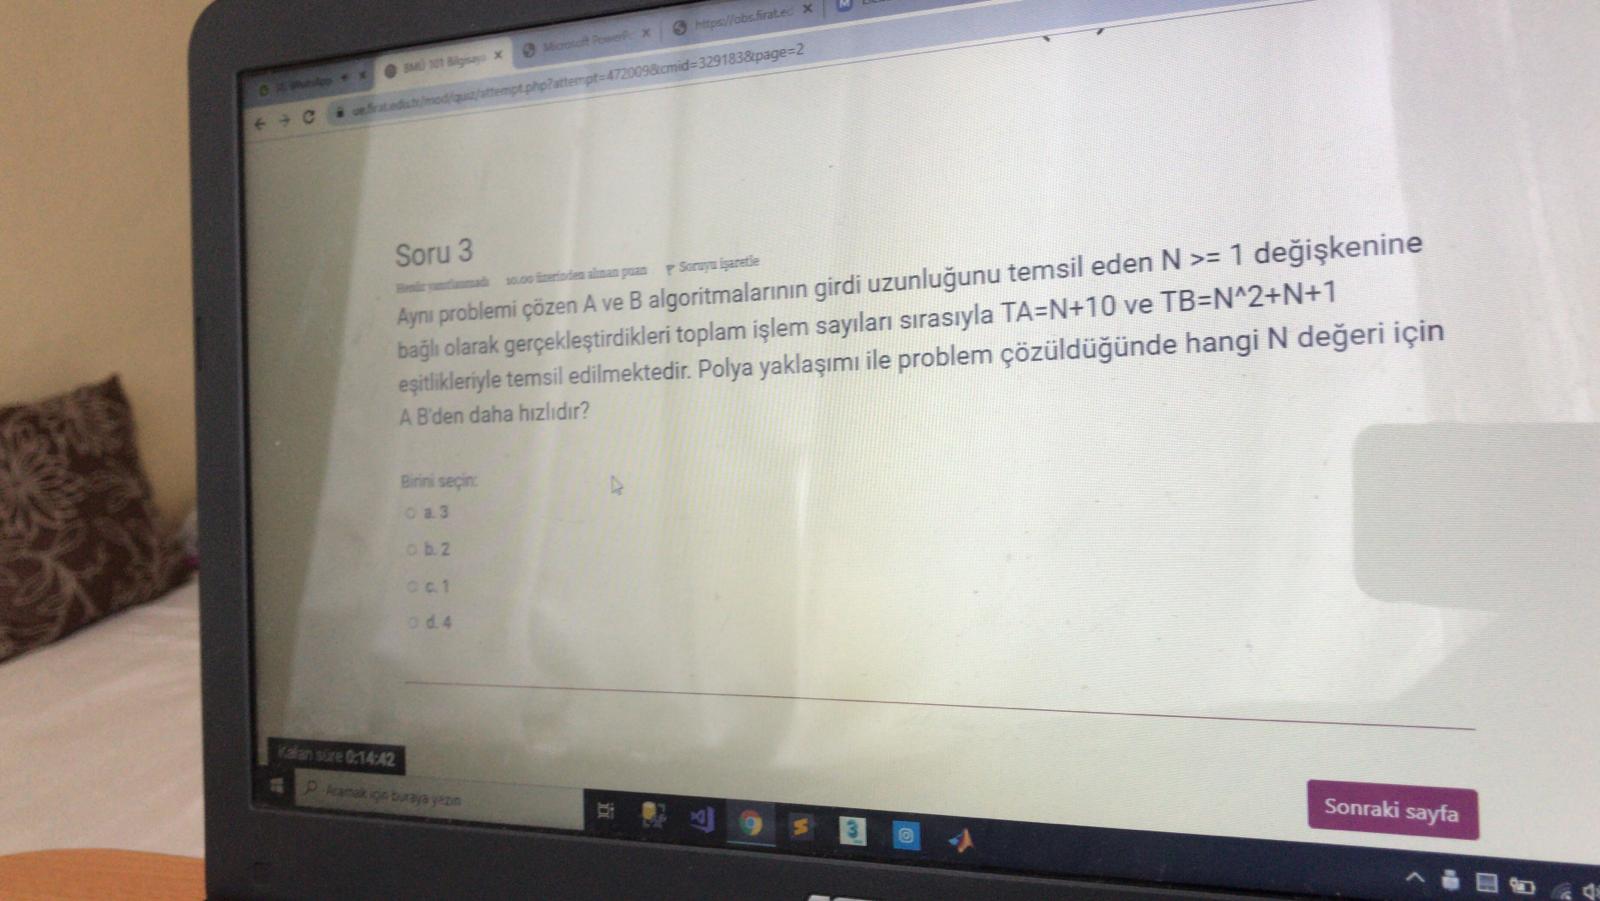 WhatsApp
BMÜ 101 Bilgisaya
Microsoft PowerPo
https://obs.firat.ed
ue.firat.edu.tr/mod/quiz/attempt.php?attempt=472009&cmid=329183&page=2
Soru 3
Henüz yanıtlanmadı 10.00 üzerinden alınan puan Soruyu işaretle
Aynı problemi çözen A ve B algoritmalarının girdi uzunluğunu temsil eden N >= 1 değişkenine
bağlı olarak gerçekleştirdikleri toplam işlem sayıları sırasıyla TA=N+10 ve TB=N^2+N+1
eşitlikleriyle temsil edilmektedir. Polya yaklaşımı ile problem çözüldüğünde hangi N değeri için
A B'den daha hızlıdır?
Birini seçin:
a. 3
b. 2
c. 1
d. 4
Kalan süre 0:14:42
Aramak için buraya yazın
Sonraki sayfa